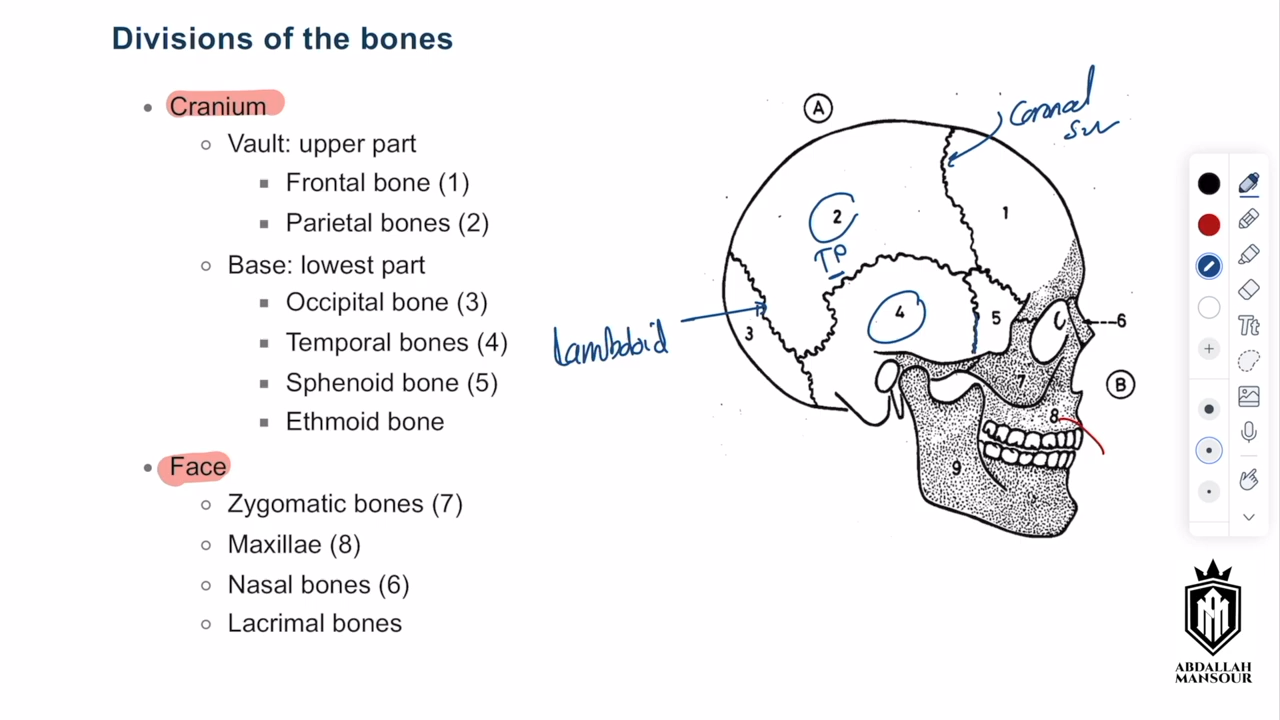 Divisions of the bones
• Cranium
○ Vault: upper part
▪ Frontal bone (1)
▪ Parietal bones (2)
○ Base: lowest part
▪ Occipital bone (3)
▪ Temporal bones (4)
▪ Sphenoid bone (5)
▪ Ethmoid bone
• Face
○ Zygomatic bones (7)
○ Maxillae (8)
○ Nasal bones (6)
○ Lacrimal bones
A
Coronal
su
2
1
TP
4
5
6
3
Lambdoid
7
B
8
9
Tt
ABDALLAH
MANSOUR